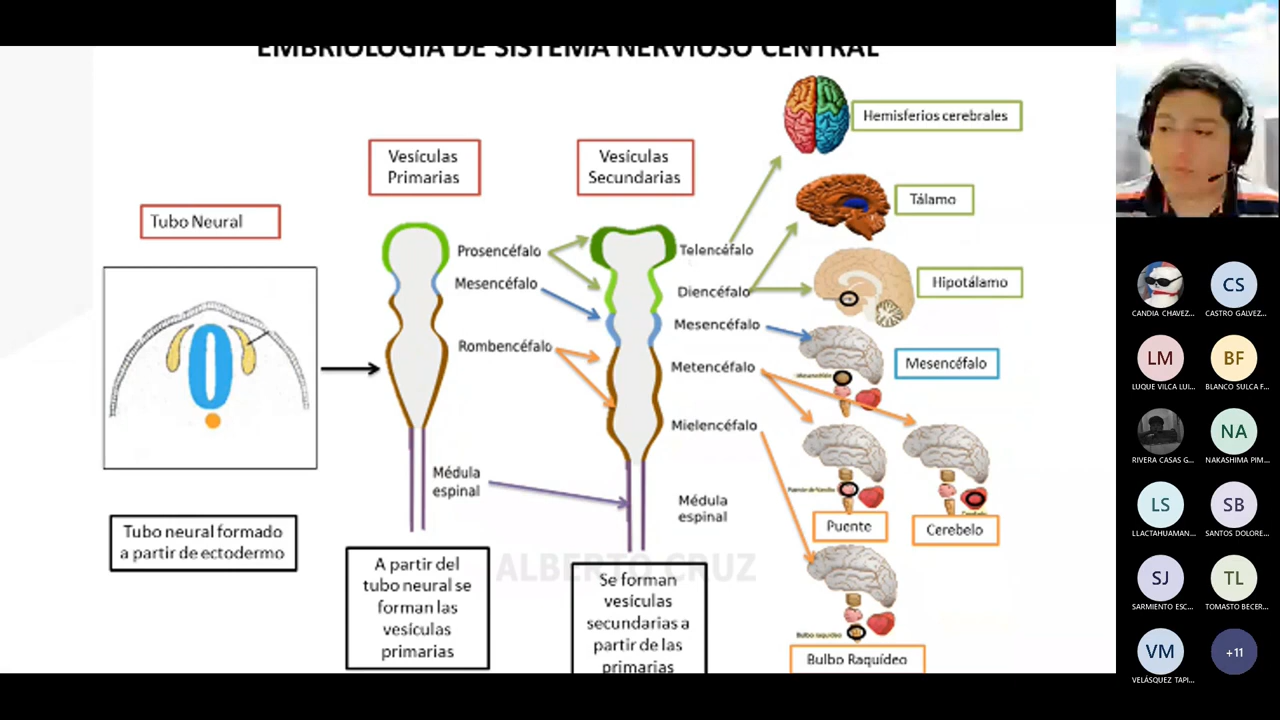 EMBRIOLOGÍA DE SISTEMA NERVIOSO CENTRAL
Hemisferios cerebrales
Vesículas
Primarias
Vesículas
Secundarias
Tálamo
Tubo Neural
Prosencéfalo
Telencéfalo
Mesencéfalo
Diencéfalo
Hipotálamo
Mesencéfalo
Rombencéfalo
Metencéfalo
Mesencéfalo
Mielencéfalo
Médula
espinal
Médula
espinal
Puente
Cerebelo
Tubo neural formado
a partir de ectodermo
A partir del
tubo neural se
forman las
vesículas
primarias
ALBERTO CRUZ
Se forman
vesículas
secundarias a
partir de las
primarias
Bulbo raquídeo
Bulbo Raquídeo
CANDIA CHAVEZ...
CS
CASTRO GALVEZ...
LM
LUQUE VILCA LUI...
BF
BLANCO SULCA F...
RIVERA CASAS G...
NA
NAKASHIMA PIM...
LS
LLACTAHUAMAN...
SB
SANTOS DOLORE...
SJ
SARMIENTO ESC...
TL
TOMASTO BECER...
VM
VELÁSQUEZ TAPI...
+11